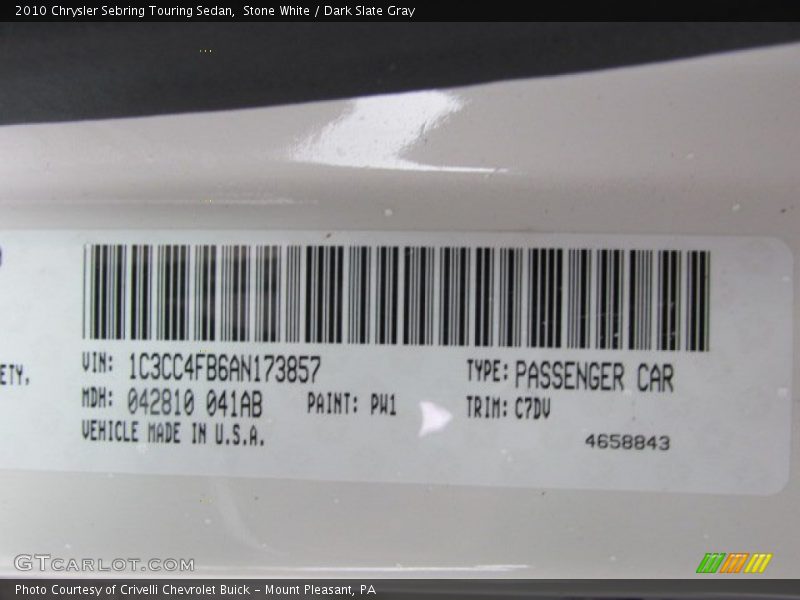 2010 Chrysler Sebring Touring Sedan,  Stone White / Dark Slate Gray
ETY,
VIN: 1C3CC4FB6AN173857
TYPE: PASSENGER CAR
MDH: 042810 041AB
PAINT: PW1
TRIM: C7DV
VEHICLE MADE IN U.S.A.
4658843
GTCARLOT.COM
Photo Courtesy of Crivelli Chevrolet Buick - Mount Pleasant, PA